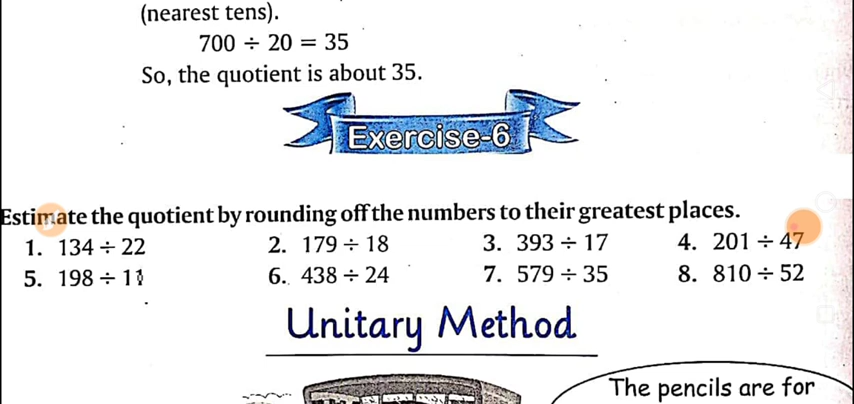 (nearest tens).
700 ÷ 20 = 35
So, the quotient is about 35.
Exercise-6
Estimate the quotient by rounding off the numbers to their greatest places.
1. 134 ÷ 22 2. 179 ÷ 18 3. 393 ÷ 17 4. 201 ÷ 47
5. 198 ÷ 11 6. 438 ÷ 24 7. 579 ÷ 35 8. 810 ÷ 52
Unitary Method
The pencils are for